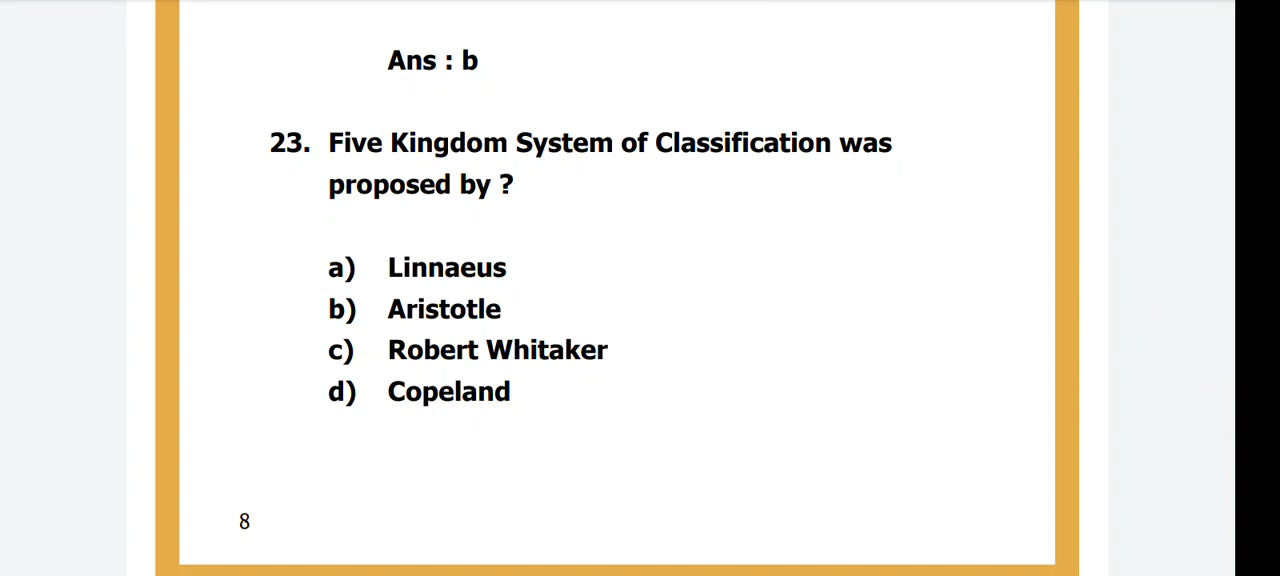 Ans : b
23. Five Kingdom System of Classification was
proposed by ?
a) Linnaeus
b) Aristotle
c) Robert Whitaker
d) Copeland
8